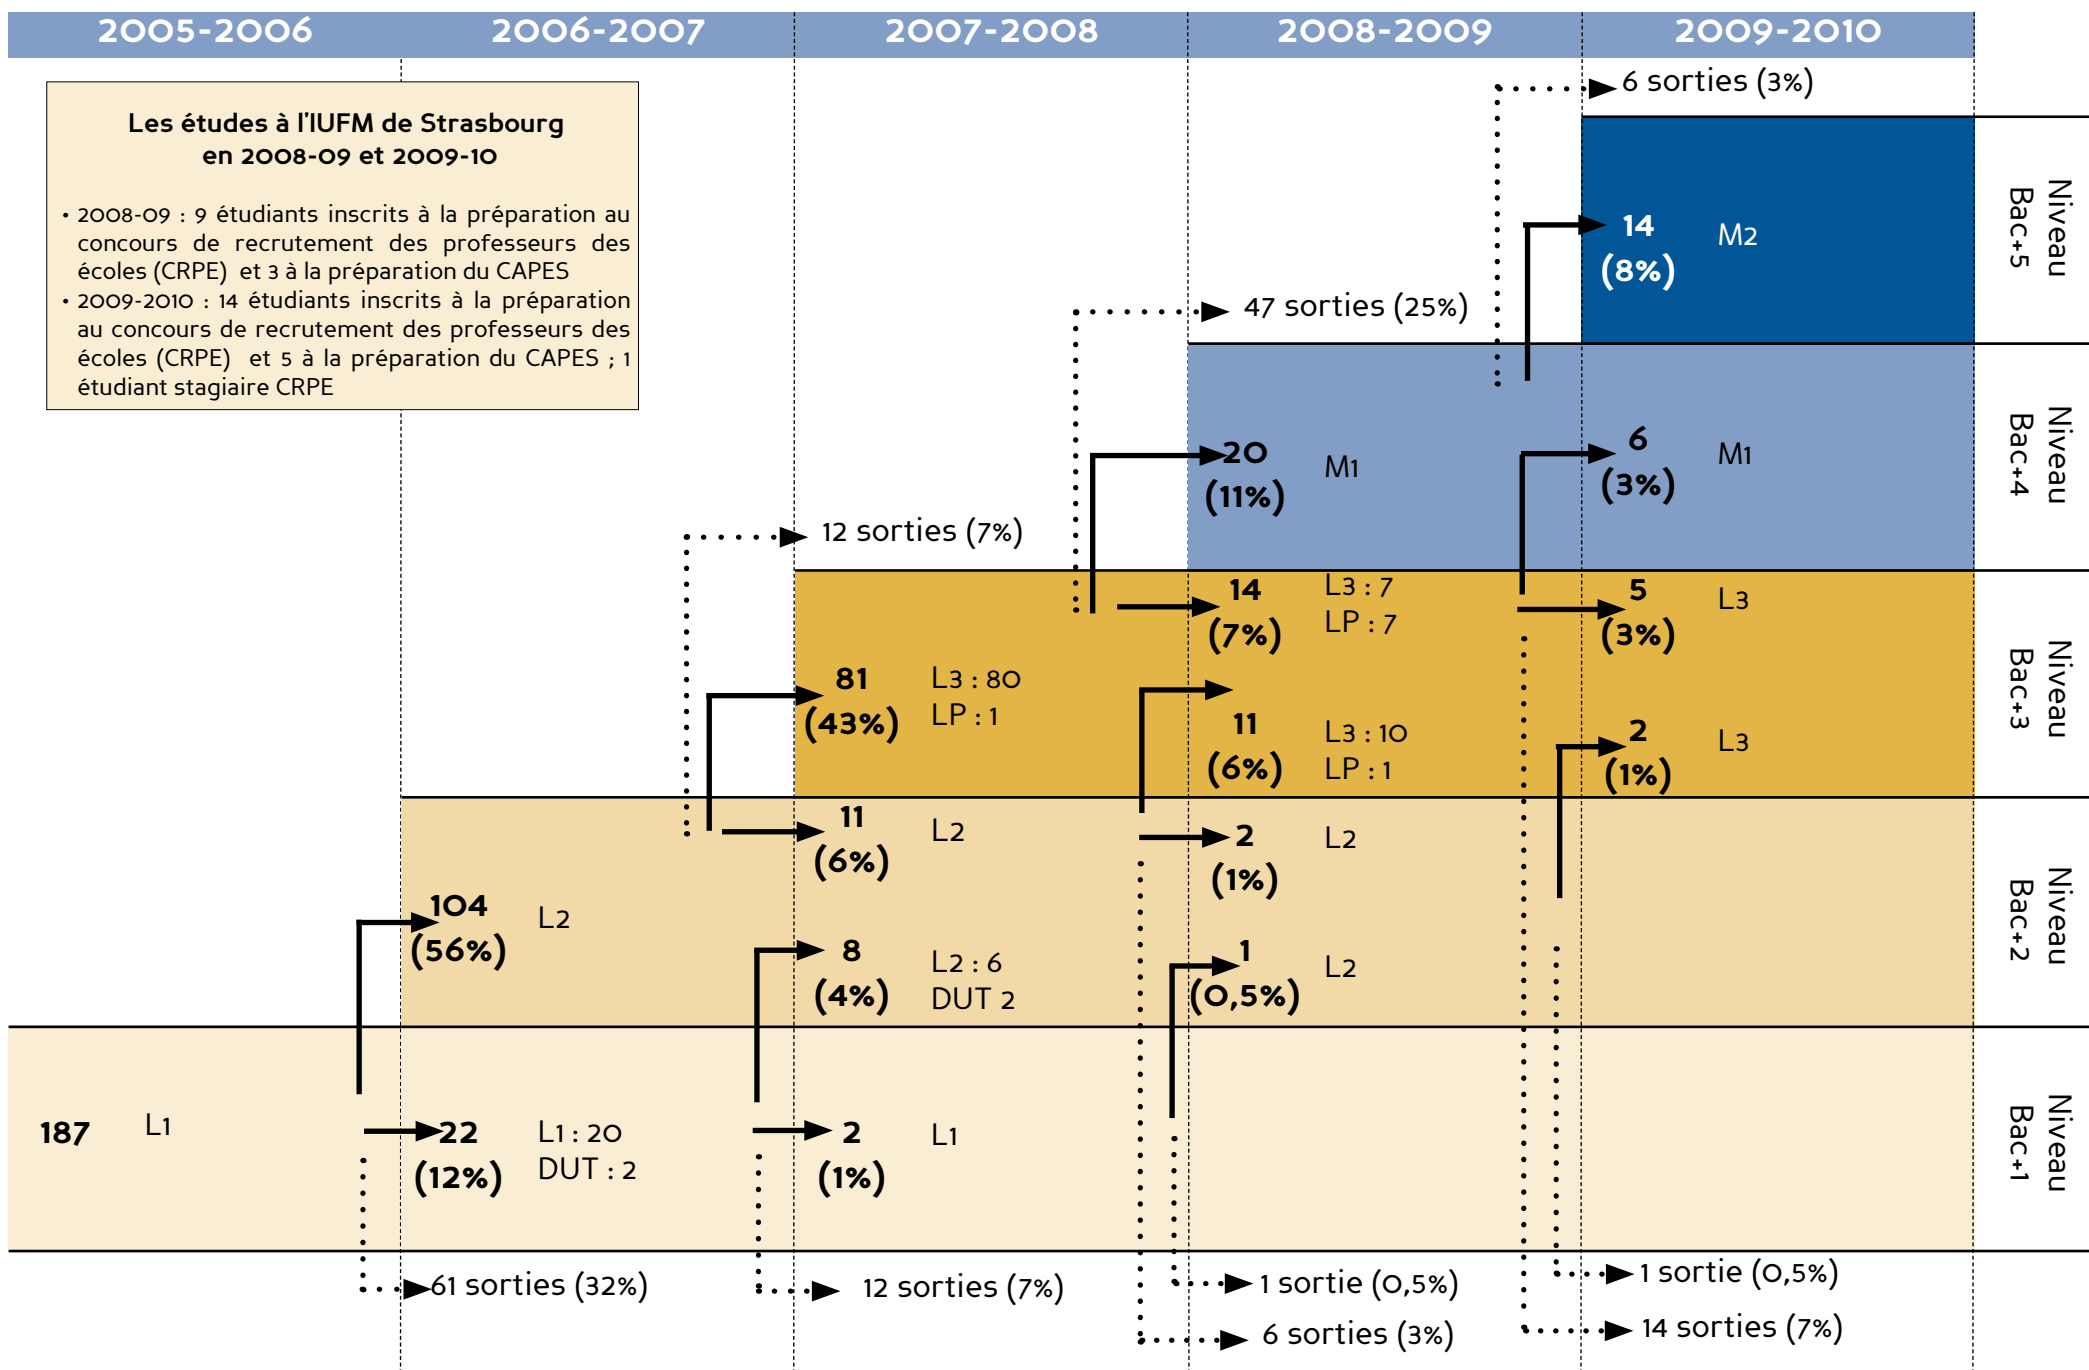 2005-2006
2006-2007
2007-2008
2008-2009
2009-2010
Les études à l'IUFM de Strasbourg
en 2008-09 et 2009-10
• 2008-09 : 9 étudiants inscrits à la préparation au
concours de recrutement des professeurs des
écoles (CRPE) et 3 à la préparation du CAPES
• 2009-2010 : 14 étudiants inscrits à la préparation
au concours de recrutement des professeurs des
écoles (CRPE) et 5 à la préparation du CAPES ; 1
étudiant stagiaire CRPE
6 sorties (3%)
14
(8%)
M2
Niveau
Bac+5
47 sorties (25%)
20
(11%)
M1
6
(3%)
M1
Niveau
Bac+4
12 sorties (7%)
81
(43%)
L3 : 80
LP : 1
14
(7%)
L3 : 7
LP : 7
11
(6%)
L3 : 10
LP : 1
5
(3%)
L3
2
(1%)
L3
Niveau
Bac+3
104
(56%)
L2
11
(6%)
L2
8
(4%)
L2 : 6
DUT 2
2
(1%)
L2
1
(0,5%)
L2
Niveau
Bac+2
187
L1
22
(12%)
L1 : 20
DUT : 2
2
(1%)
L1
Niveau
Bac+1
61 sorties (32%)
12 sorties (7%)
1 sortie (0,5%)
6 sorties (3%)
1 sortie (0,5%)
14 sorties (7%)